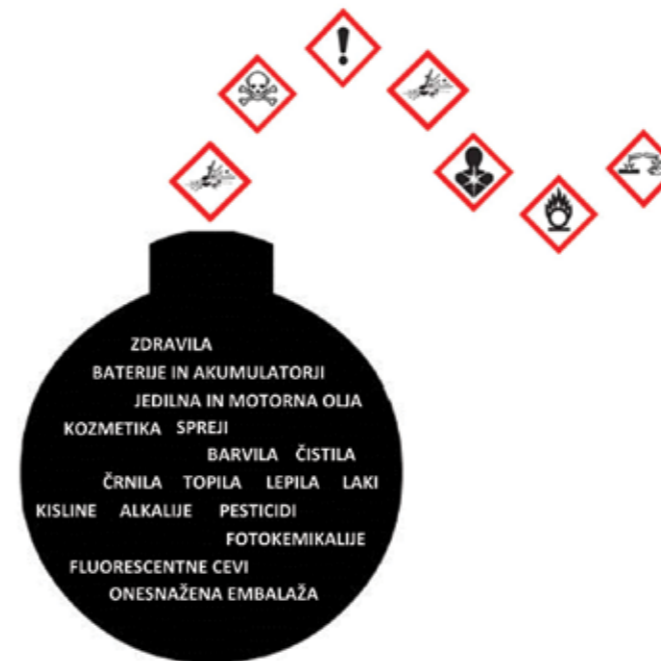 ZDRAVILA
BATERIJE IN AKUMULATORJI
JEDILNA IN MOTORNA OLJA
KOZMETIKA SPREJI
BARVILA ČISTILA
ČRNILA TOPILA LEPILA LAKI
KISLINE ALKALIJE PESTICIDI
FOTOKEMIKALIJE
FLUORESCENTNE CEVI
ONESNAŽENA EMBALAŽA